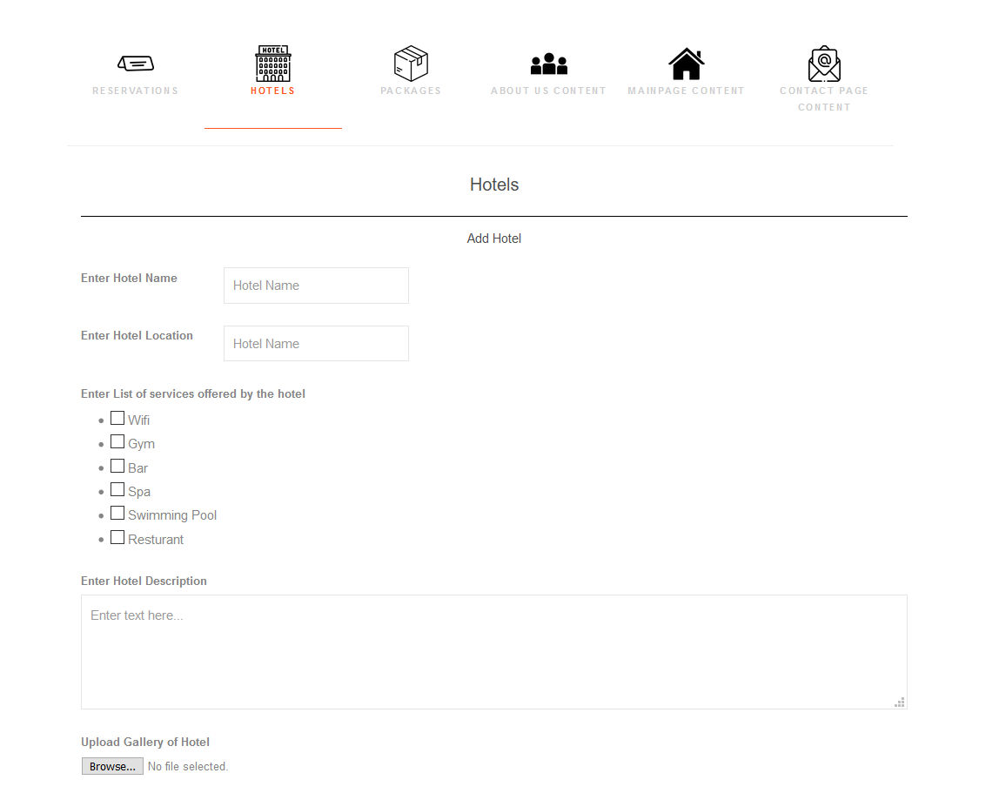 HOTEL
RESERVATIONS
HOTELS
PACKAGES
ABOUT US CONTENT
MAINPAGE CONTENT
CONTACT PAGE
CONTENT
Hotels
Add Hotel
Enter Hotel Name
Hotel Name
Enter Hotel Location
Hotel Name
Enter List of services offered by the hotel
Wifi
Gym
Bar
Spa
Swimming Pool
Resturant
Enter Hotel Description
Enter text here...
Upload Gallery of Hotel
Browse... No file selected.